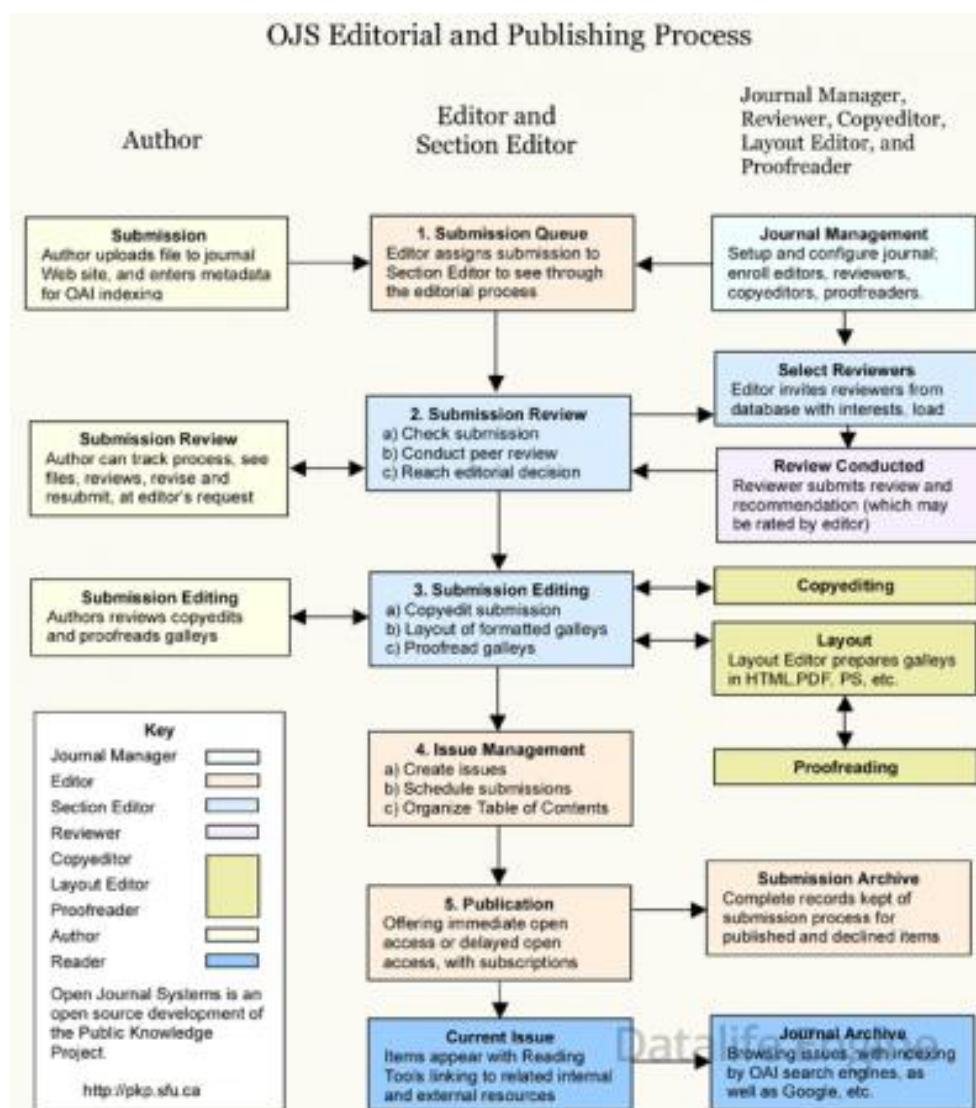 OJS Editorial and Publishing Process
Author
Editor and
Section Editor
Journal Manager,
Reviewer, Copyeditor,
Layout Editor, and
Proofreader
Submission
Author uploads file to journal
Web site, and enters metadata
for OAI indexing
1. Submission Queue
Editor assigns submission to
Section Editor to see through
the editorial process
Journal Management
Setup and configure journal;
enroll editors, reviewers,
copyeditors, proofreaders.
Select Reviewers
Editor invites reviewers from
database with interests, load
Submission Review
Author can track process, see
files, reviews, revise and
resubmit, at editor's request
2. Submission Review
a) Check submission
b) Conduct peer review
c) Reach editorial decision
Review Conducted
Reviewer submits review and
recommendation (which may
be rated by editor)
Submission Editing
Authors reviews copyedits
and proofreads galleys
3. Submission Editing
a) Copyedit submission
b) Layout of formatted galleys
c) Proofread galleys
Copyediting
Layout
Layout Editor prepares galleys
in HTML.PDF, PS, etc.
Proofreading
Key
Journal Manager
Editor
Section Editor
Reviewer
Copyeditor
Layout Editor
Proofreader
Author
Reader
Open Journal Systems is an
open source development of
the Public Knowledge
Project.
http://pkp.sfu.ca
4. Issue Management
a) Create issues
b) Schedule submissions
c) Organize Table of Contents
5. Publication
Offering immediate open
access or delayed open
access, with subscriptions
Submission Archive
Complete records kept of
submission process for
published and declined items
Current Issue
Items appear with Reading
Tools linking to related internal
and external resources
Journal Archive
Browsing issues, with indexing
by OAI search engines, as
well as Google, etc.
Datalife Engine